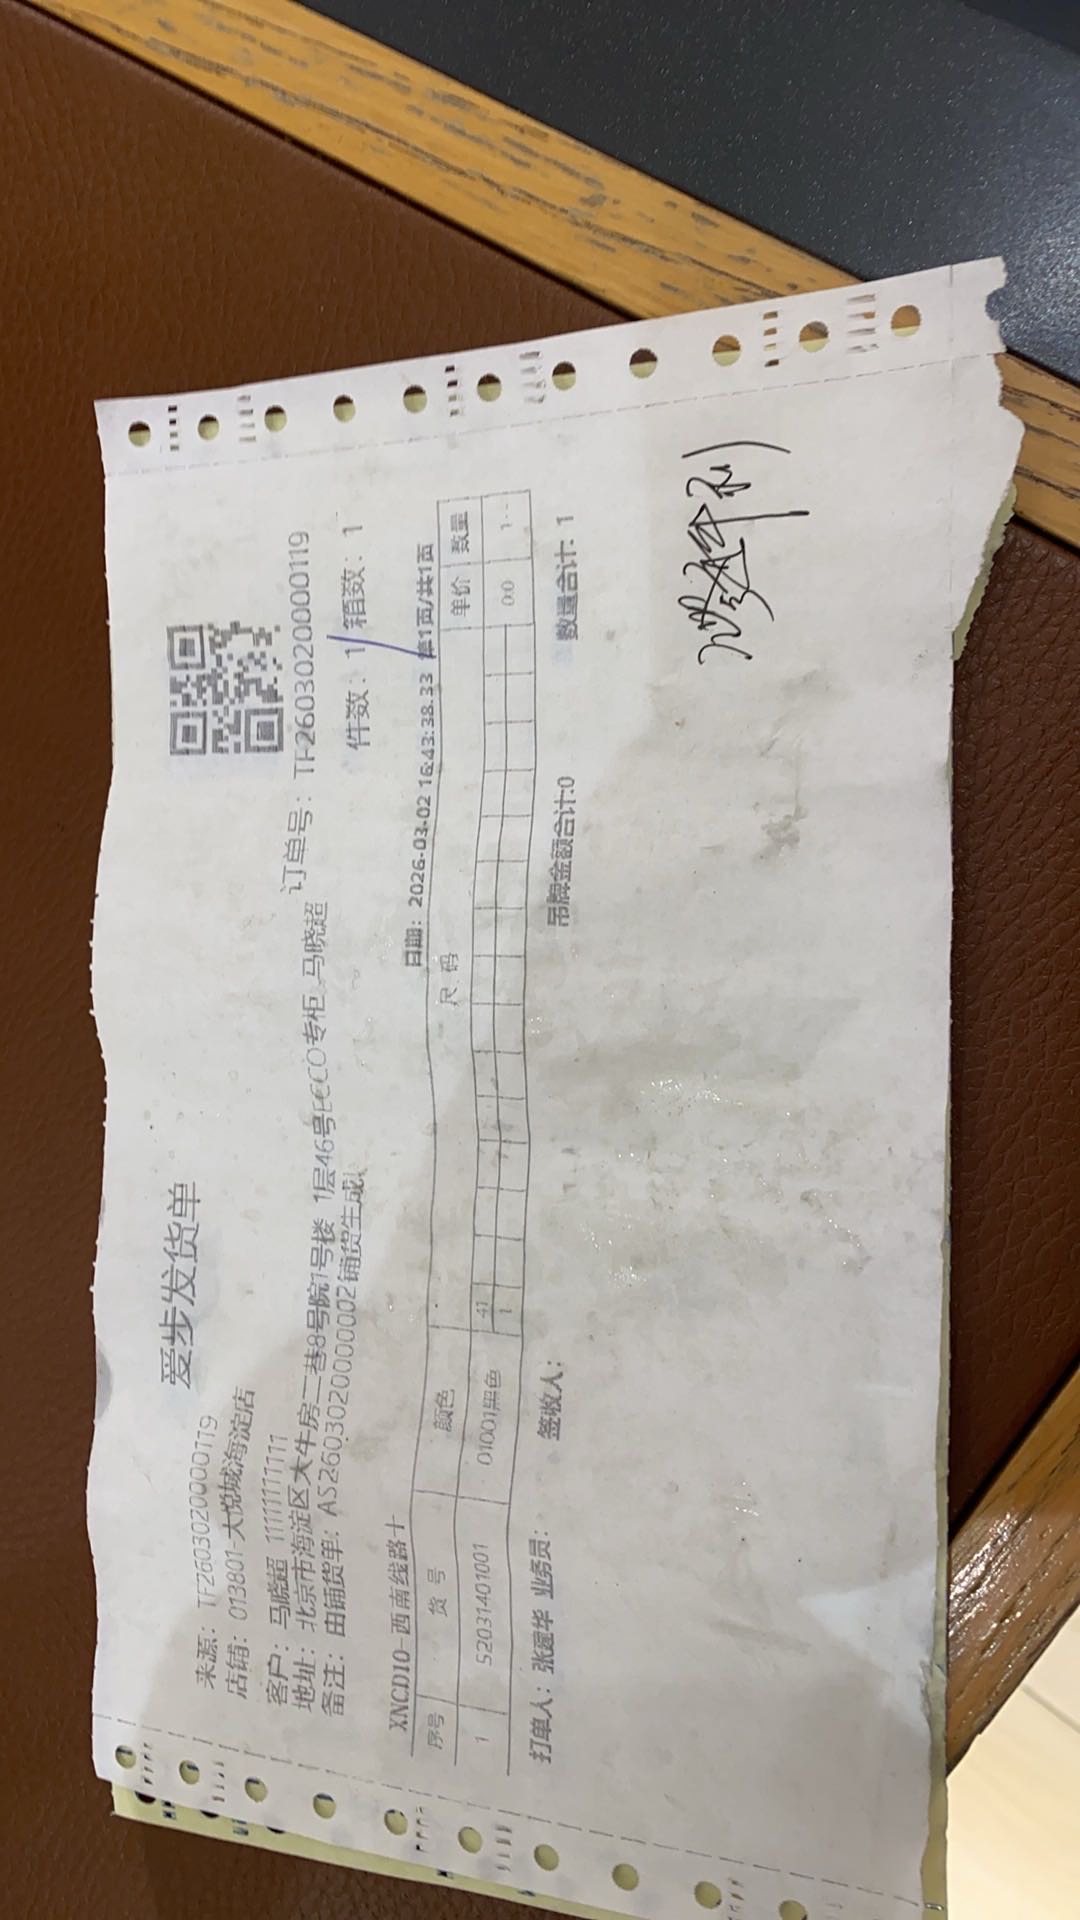 爱步发货单
来源：TF2603020000119
店铺：013801-大悦城海淀店
客户：马晓超 11111111111
地址：北京市海淀区大牛房二巷8号院1号楼 1层46号ECCO专柜,马晓超 订单号：TF2603020000119
备注：由铺货单：AS2603020000002铺货生成！ 件数：1 箱数：1
XNCD10-西南线路十 日期：2026-03-02 16:43:38.33 第1页/共1页
序号 货号 颜色 尺码 单价 数量
41
1 52031401001 01001黑色 1 0.0 1
打单人：张建华 业务员： 签收人： 吊牌金额合计:0 数量合计：1